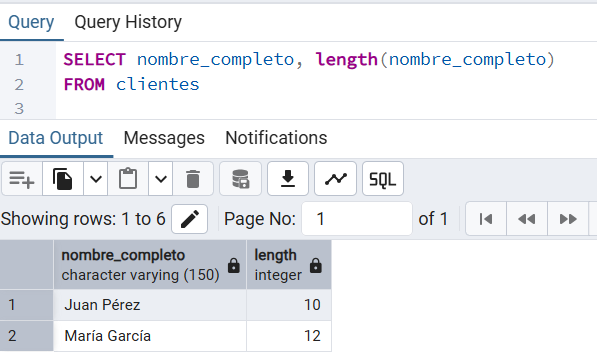 Query Query History
1 SELECT nombre_completo, length(nombre_completo)
2 FROM clientes
3
Data Output Messages Notifications
SQL
Showing rows: 1 to 6 Page No: 1 of 1
nombre_completo length
character varying (150) integer
1 Juan Pérez 10
2 María García 12